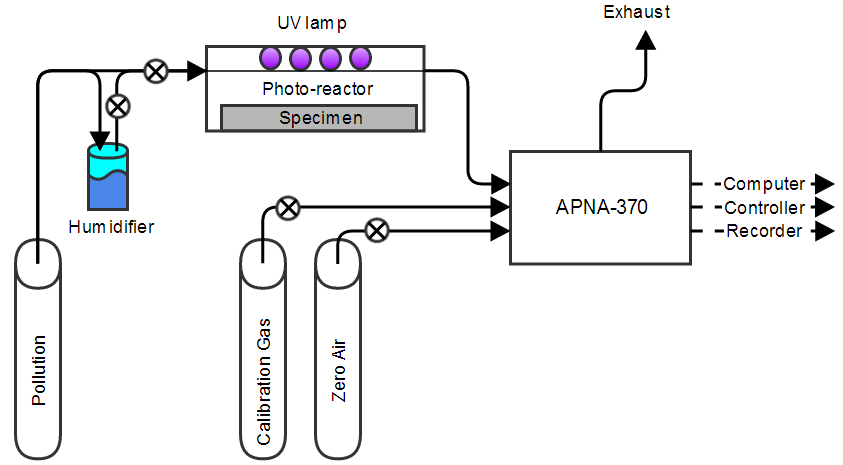 Exhaust
UV lamp
Photo-reactor
Specimen
Humidifier
APNA-370
Computer
Controller
Recorder
Pollution
Calibration Gas
Zero Air